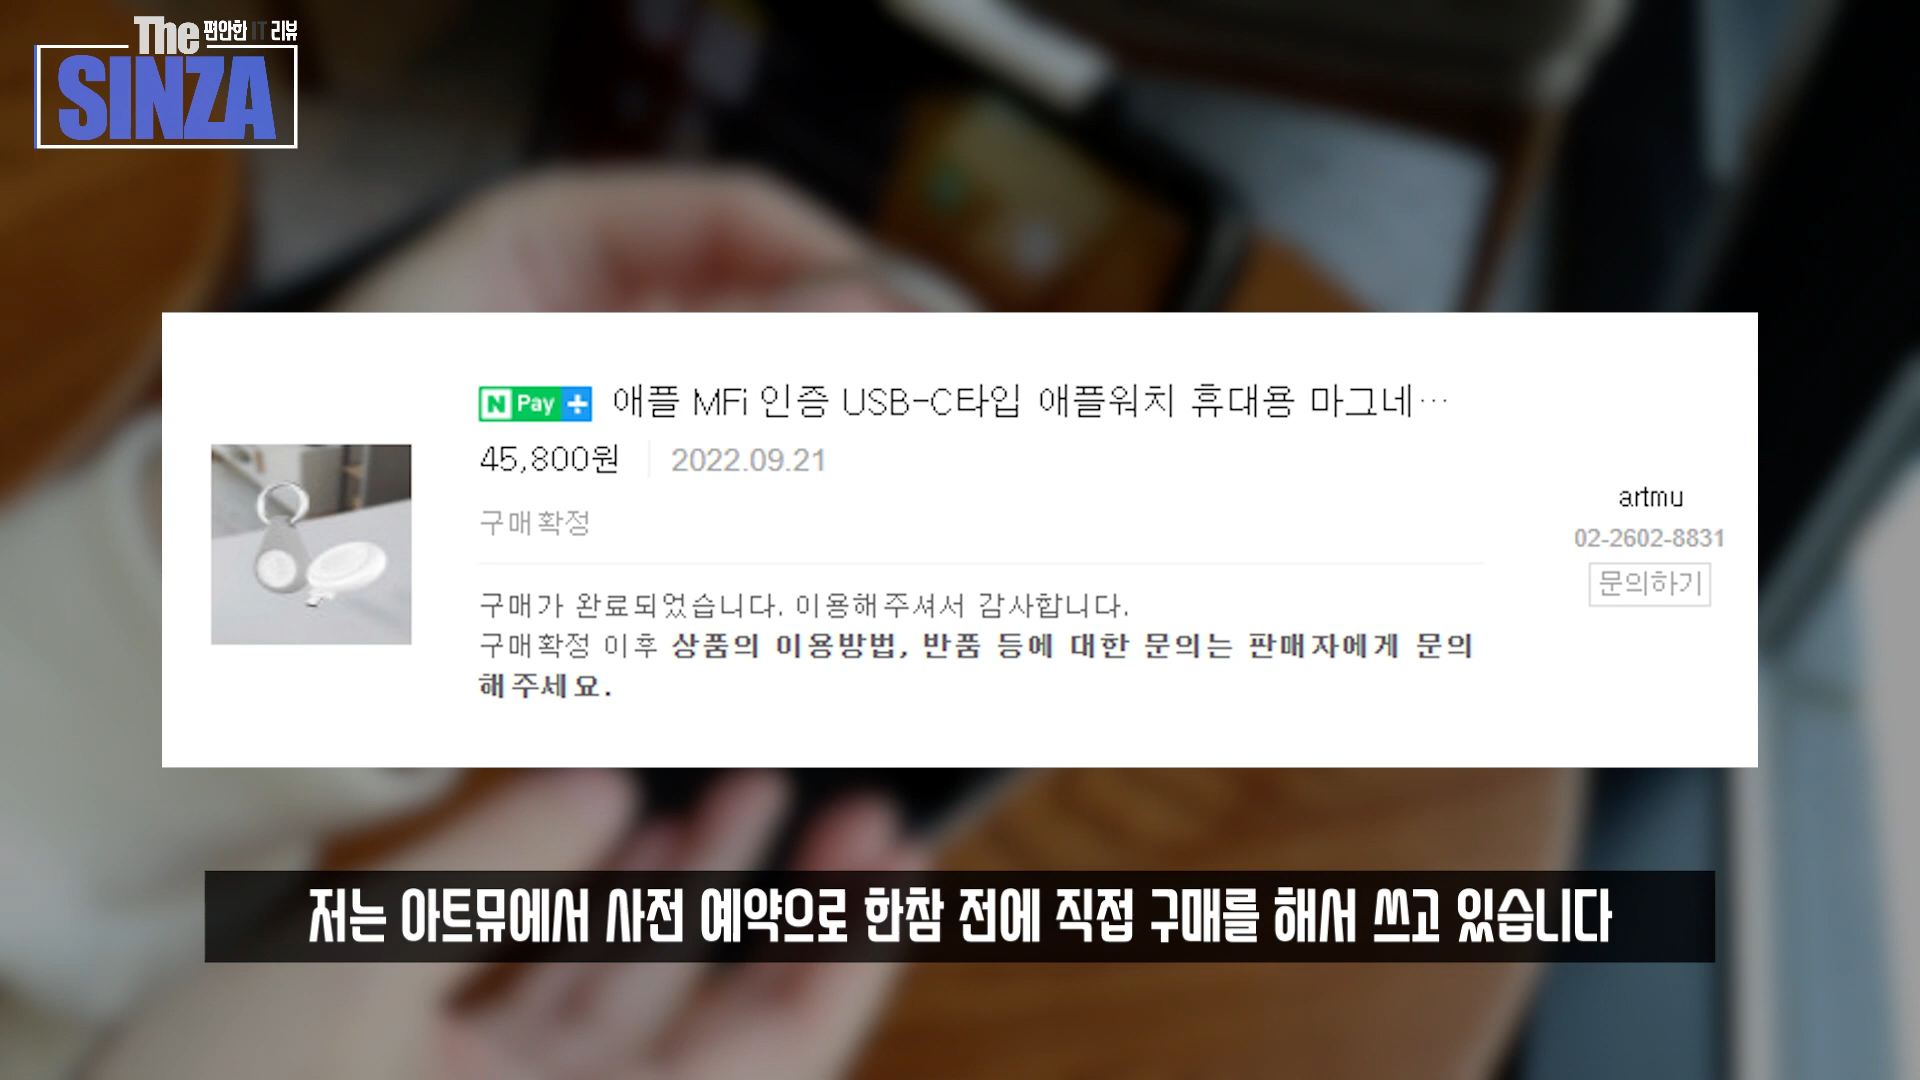 The 편안한 IT 리뷰
SINZA
N Pay + 애플 MFi 인증 USB-C타입 애플워치 휴대용 마그네…
45,800원 2022.09.21
구매확정
구매가 완료되었습니다. 이용해주셔서 감사합니다.
구매확정 이후 상품의 이용방법, 반품 등에 대한 문의는 판매자에게 문의
해주세요.
artmu
02-2602-8831
문의하기
저는 아트뮤에서 사전 예약으로 한참 전에 직접 구매를 해서 쓰고 있습니다